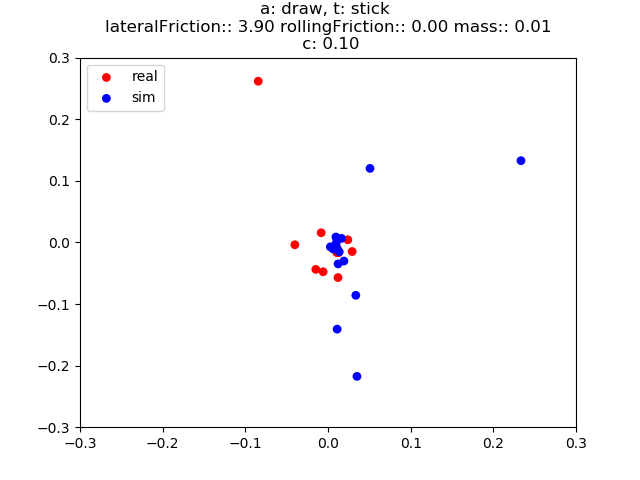 a: draw, t: stick
lateralFriction:: 3.90 rollingFriction:: 0.00 mass:: 0.01
c: 0.10
real
sim
0.3
0.2
0.1
0.0
−0.1
−0.2
−0.3
−0.3 −0.2 −0.1 0.0 0.1 0.2 0.3